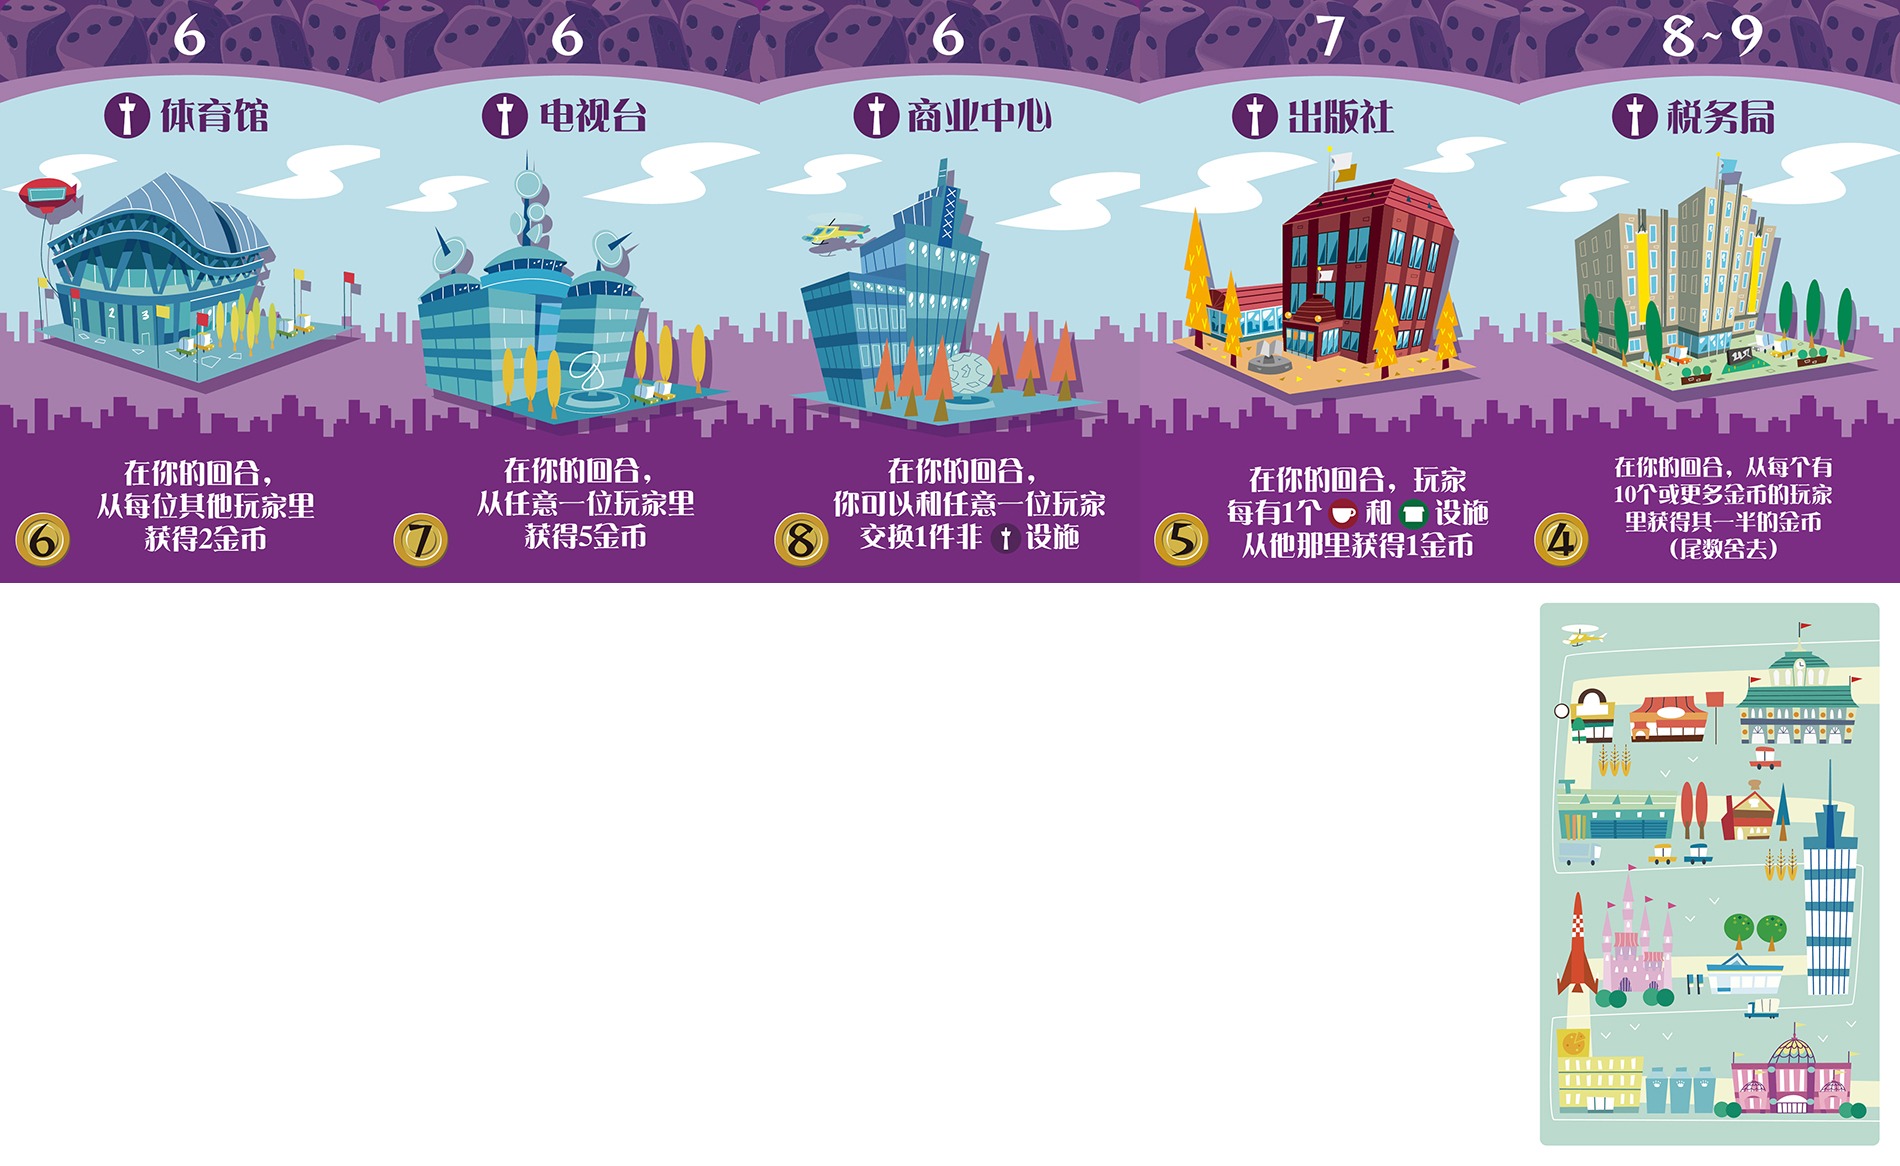 6
体育馆
2
3
在你的回合，
从每位其他玩家里
获得2金币
6
6
电视台
在你的回合，
从任意一位玩家里
获得5金币
7
6
商业中心
在你的回合，
你可以和任意一位玩家
交换1件非 设施
8
7
出版社
在你的回合，玩家
每有1个 和 设施
从他那里获得1金币
5
8~9
税务局
在你的回合，从每个有
10个或更多金币的玩家
里获得其一半的金币
（尾数舍去）
4